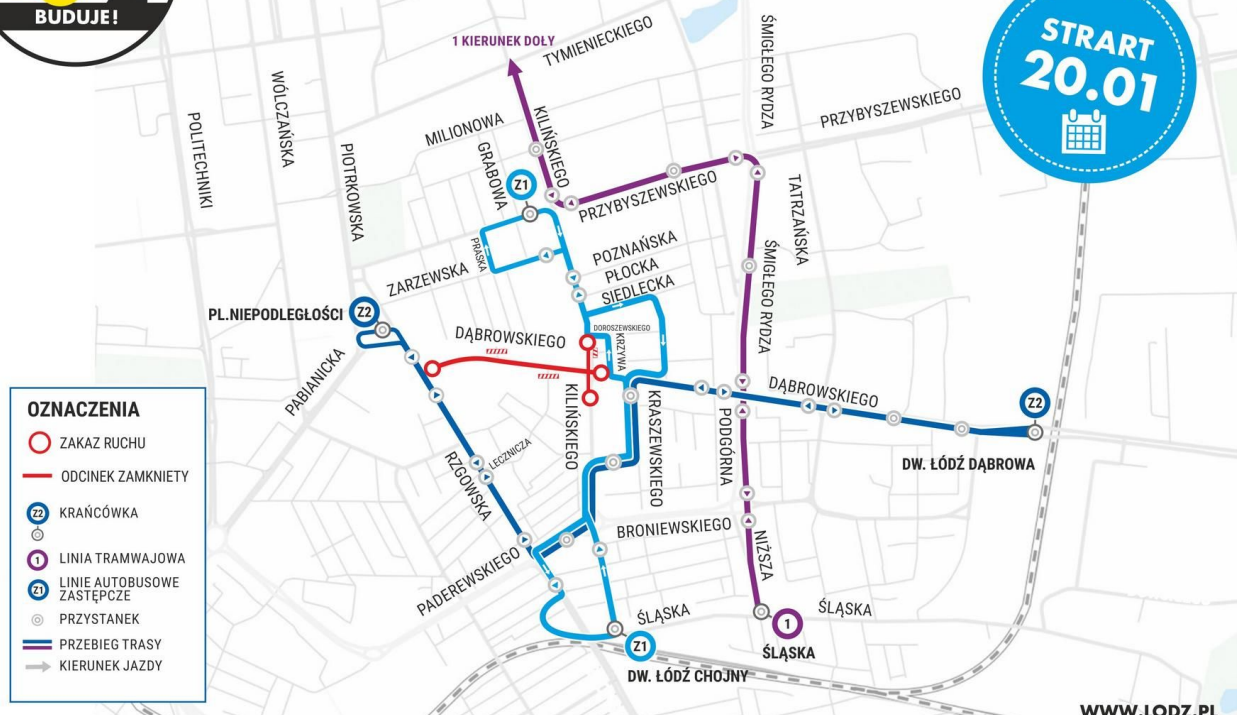 BUDUJE!
STRART
20.01
1 KIERUNEK DOŁY
TYMIENIECKIEGO
ŚMIGŁEGO RYDZA
PRZYBYSZEWSKIEGO
POLITECHNIKI
WÓLCZAŃSKA
PIOTRKOWSKA
MILIONOWA
GRABOWA
KILIŃSKIEGO
Z1
PRZYBYSZEWSKIEGO
TATRZAŃSKA
PRASKA
ZARZEWSKA
POZNAŃSKA
PŁOCKA
SIEDLECKA
ŚMIGŁEGO RYDZA
PL.NIEPODLEGŁOŚCI
Z2
DĄBROWSKIEGO
DOROSZEWSKIEGO
KRZYWA
PABIANICKA
KILIŃSKIEGO
KRASZEWSKIEGO
PODGÓRNA
DĄBROWSKIEGO
Z2
DW. ŁÓDŹ DĄBROWA
RZGOWSKA
LECZNICZA
BRONIEWSKIEGO
NIŻSZA
PADEREWSKIEGO
ŚLĄSKA
ŚLĄSKA
1
ŚLĄSKA
Z1
DW. ŁÓDŹ CHOJNY
OZNACZENIA
ZAKAZ RUCHU
ODCINEK ZAMKNIETY
Z2 KRAŃCÓWKA
1 LINIA TRAMWAJOWA
Z1 LINIE AUTOBUSOWE
ZASTĘPCZE
PRZYSTANEK
PRZEBIEG TRASY
KIERUNEK JAZDY
WWW.LODZ.PL